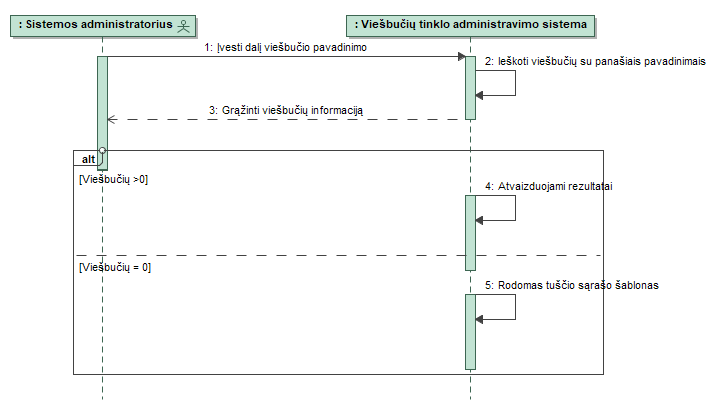 : Sistemos administratorius
: Viešbučių tinklo administravimo sistema
1: Įvesti dalį viešbučio pavadinimo
2: Ieškoti viešbučių su panašiais pavadinimais
3: Grąžinti viešbučių informaciją
alt
[Viešbučių >0]
4: Atvaizduojami rezultatai
[Viešbučių = 0]
5: Rodomas tuščio sąrašo šablonas